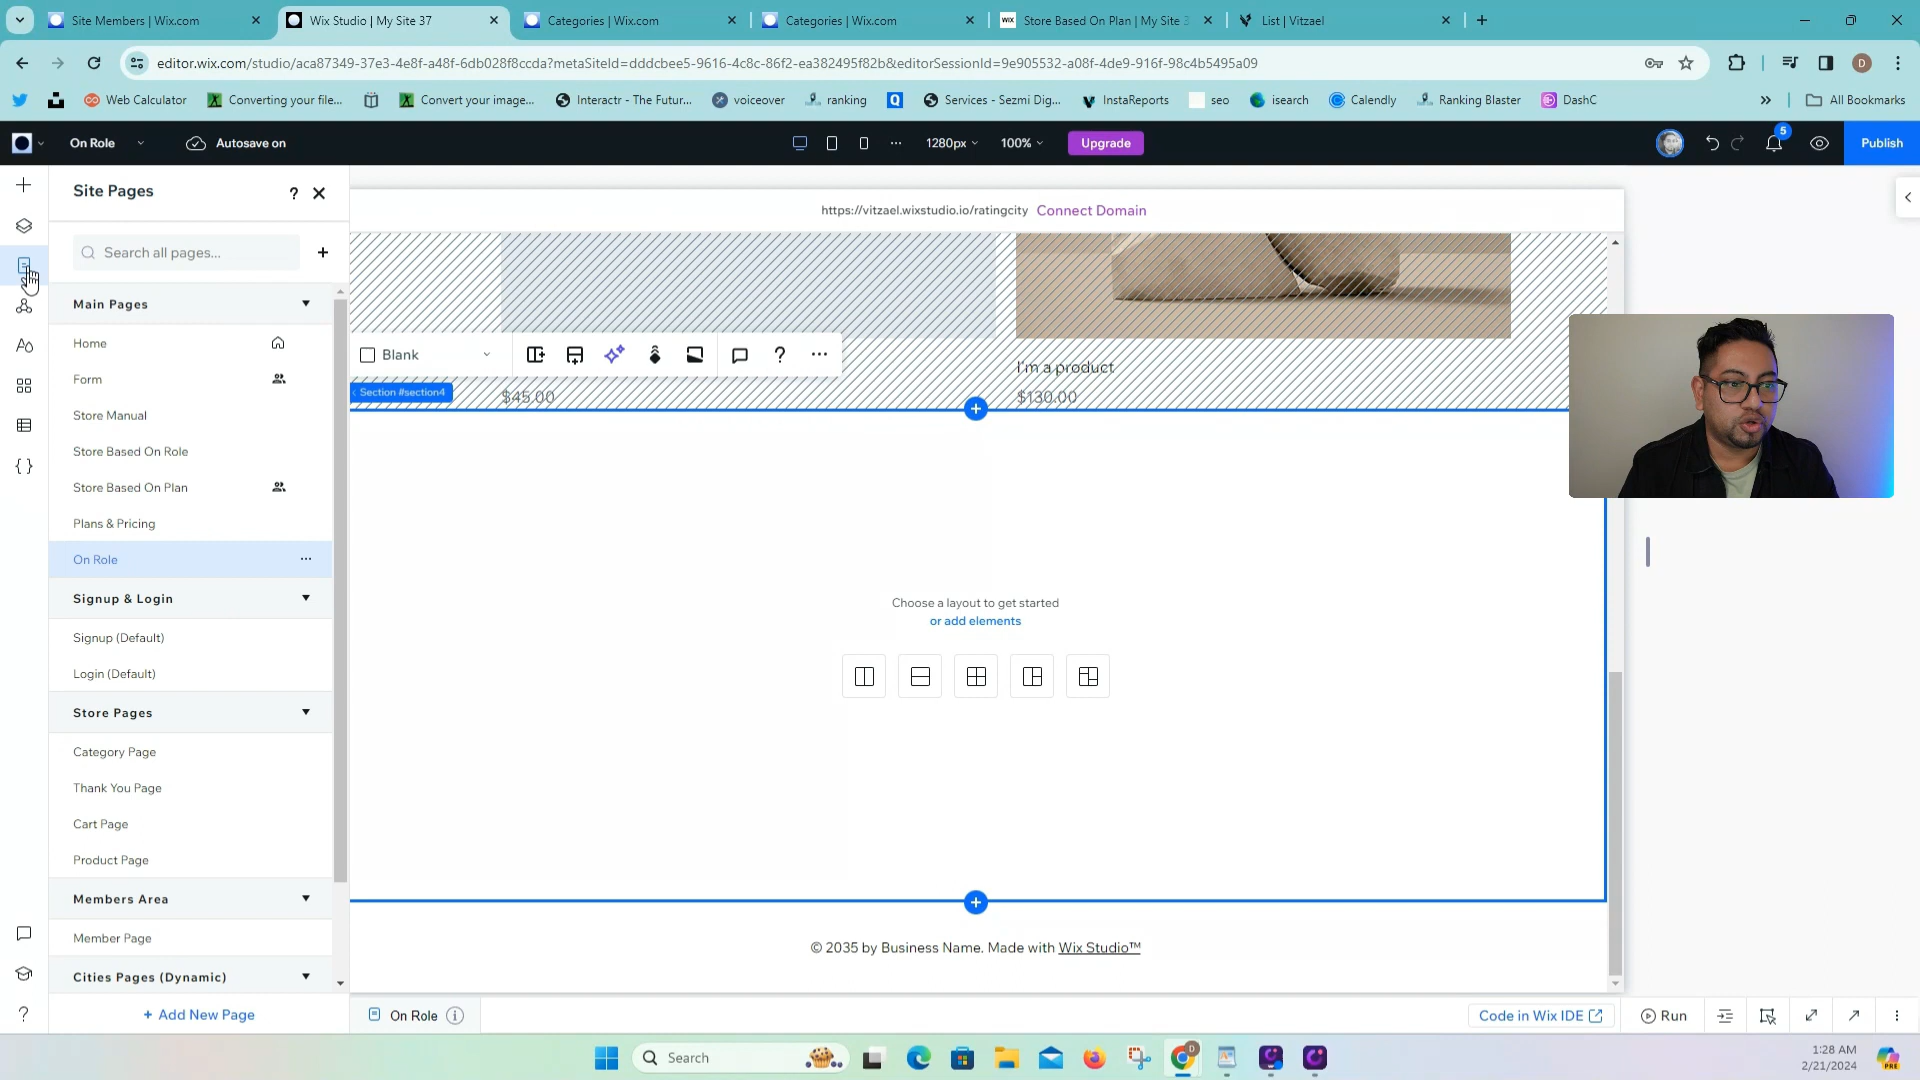 Site Members | Wix.com
Wix Studio | My Site 37
Categories | Wix.com
Categories | Wix.com
WIX Store Based On Plan | My Site 3
List | Vitzael
editor.wix.com/studio/aca87349-37e3-4e8f-a48f-6db028f8ccda?metaSiteId=dddcbee5-9616-4c8c-86f2-ea382495f82b&editorSessionId=9e905532-a08f-4de9-916f-98c4b5495a09
D
Web Calculator
Converting your file...
Convert your image...
Interactr - The Futur...
voiceover
ranking
Services - Sezmi Dig...
InstaReports
seo
isearch
Calendly
Ranking Blaster
DashC
All Bookmarks
On Role
Autosave on
1280px
100%
Upgrade
5
Publish
Site Pages
?
https://vitzael.wixstudio.io/ratingcity Connect Domain
Search all pages...
Main Pages
Home
Form
Store Manual
Store Based On Role
Store Based On Plan
Plans & Pricing
On Role
Signup & Login
Signup (Default)
Login (Default)
Store Pages
Category Page
Thank You Page
Cart Page
Product Page
Members Area
Member Page
Cities Pages (Dynamic)
+ Add New Page
Blank
?
Section #section4
$45.00
I'm a product
$130.00
Choose a layout to get started
or add elements
© 2035 by Business Name. Made with Wix Studio™
On Role
Code in Wix IDE
Run
Search
D
1:28 AM
2/21/2024
PRE